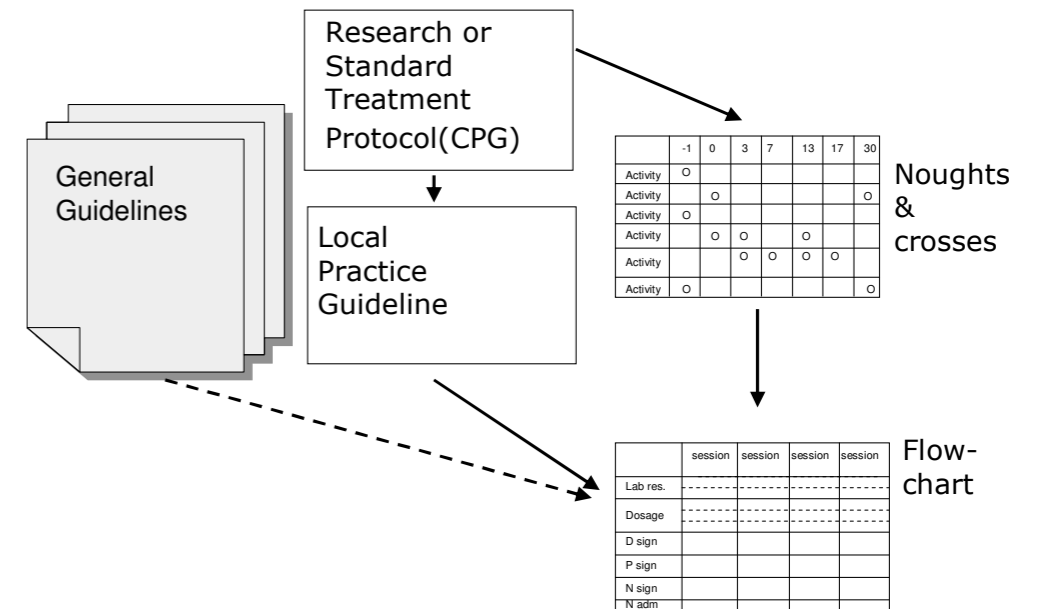 Research or
Standard
Treatment
Protocol(CPG)
General
Guidelines
Local
Practice
Guideline
-1 0 3 7 13 17 30
Activity O
Activity O O
Activity O
Activity O O O
Activity O O O O
Activity O O
Noughts
&
crosses
session session session session
Lab res.
Dosage
D sign
P sign
N sign
N adm
Flow-
chart